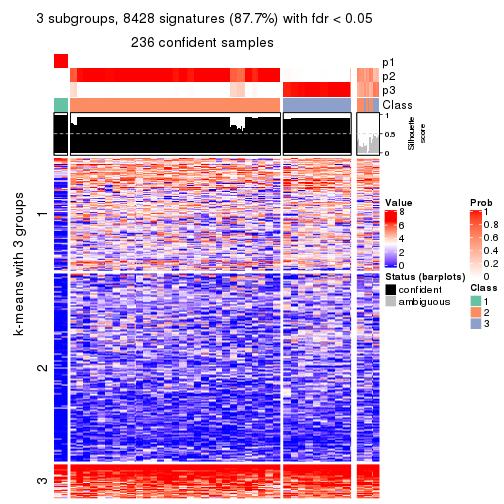 3 subgroups, 8428 signatures (87.7%) with fdr < 0.05
236 confident samples
p1
p2
p3
Class
1
0.5
0
Silhouette
score
k-means with 3 groups
1
2
3
Value
8
6
4
2
0
Status (barplots)
confident
ambiguous
Prob
1
0.8
0.6
0.4
0.2
0
Class
1
2
3